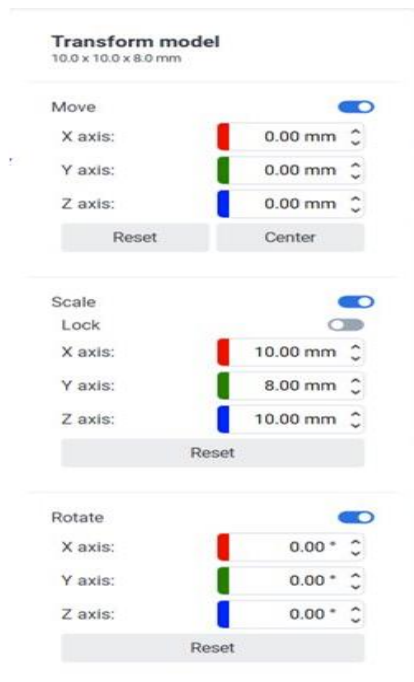 Transform model
10.0 x 10.0 x 8.0 mm
Move
X axis: 0.00 mm
Y axis: 0.00 mm
Z axis: 0.00 mm
Reset Center
Scale
Lock
X axis: 10.00 mm
Y axis: 8.00 mm
Z axis: 10.00 mm
Reset
Rotate
X axis: 0.00 °
Y axis: 0.00 °
Z axis: 0.00 °
Reset